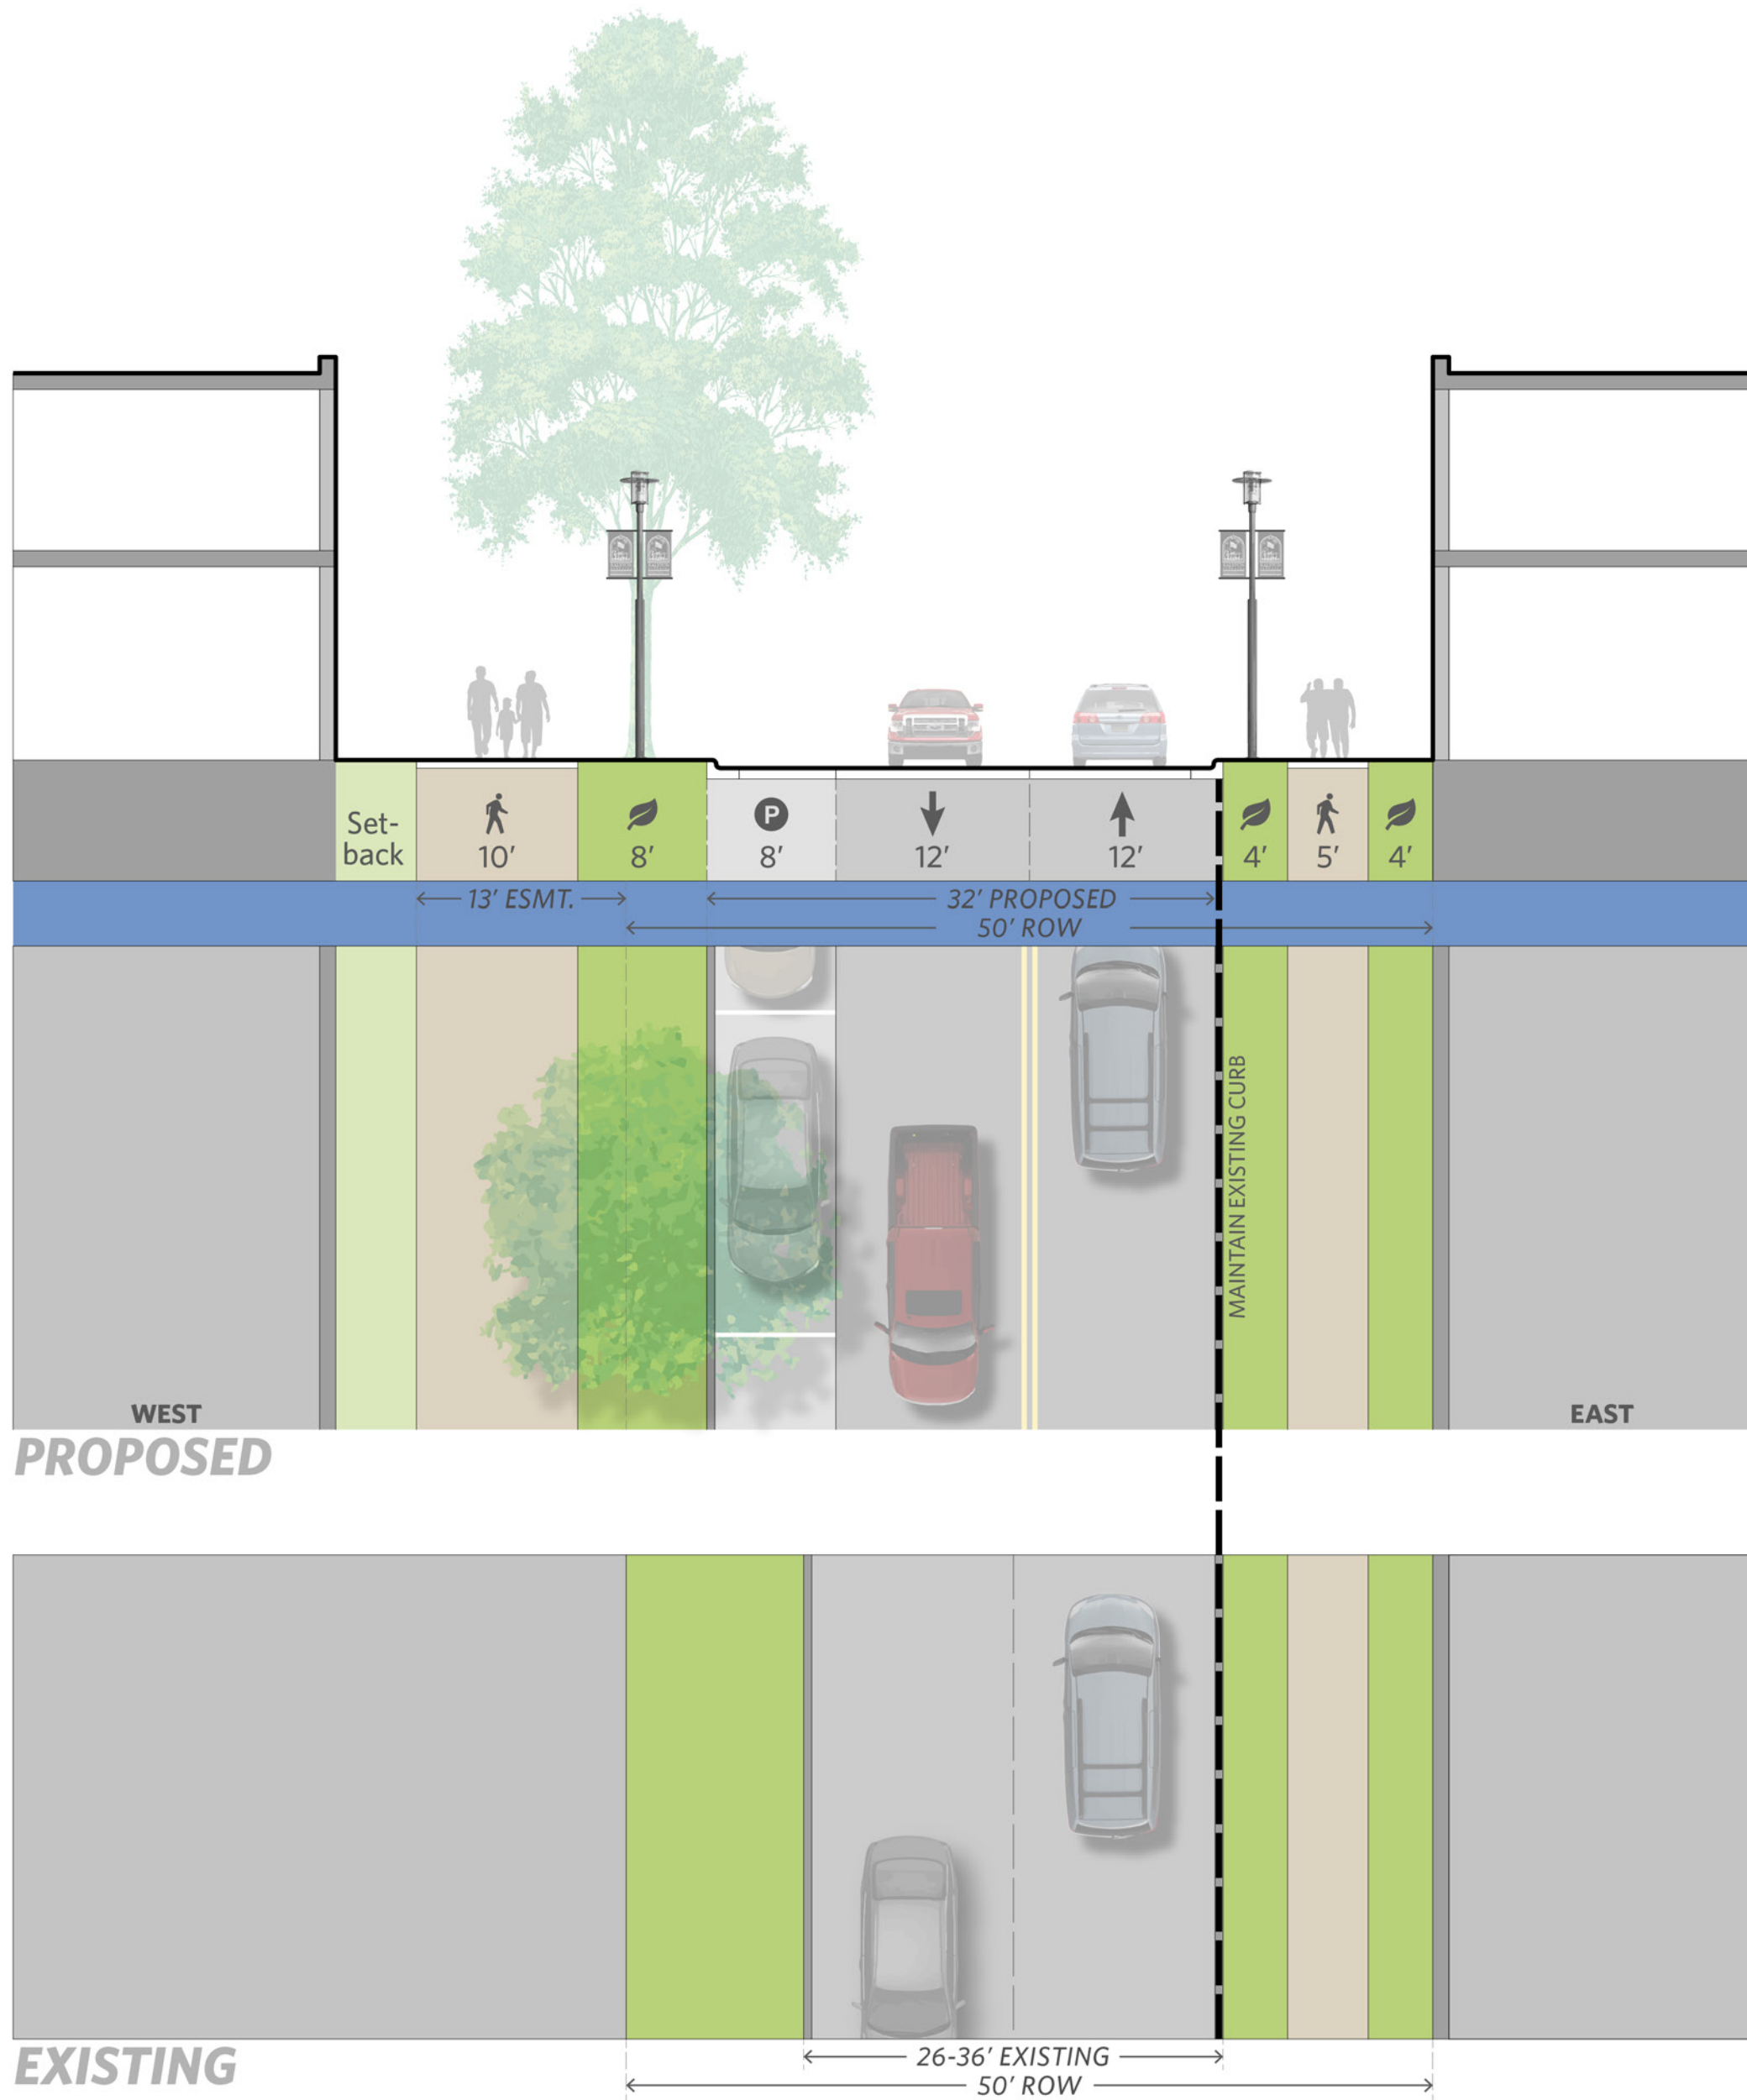 Set-
back
10'
8'
P
8'
12'
12'
4'
5'
4'
13' ESMT.
32' PROPOSED
50' ROW
MAINTAIN EXISTING CURB
WEST
EAST
PROPOSED
EXISTING
26-36' EXISTING
50' ROW